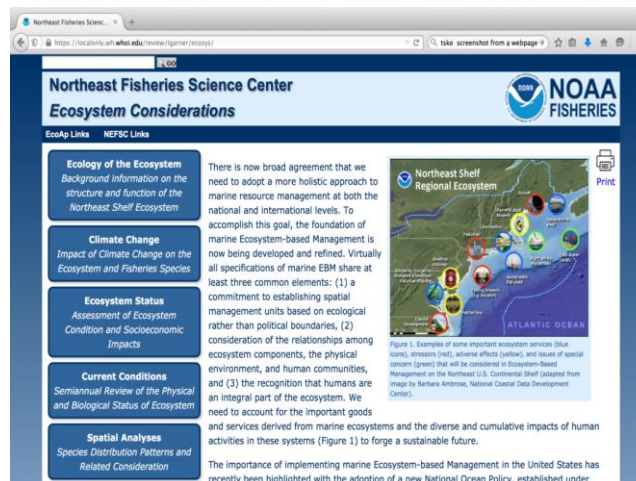 Northeast Fisheries Scienc... × +
https://localonly.wh.whoi.edu/review/igarner/ecosys/
tske screenshot from a webpage
GO
Northeast Fisheries Science Center
Ecosystem Considerations
NOAA
NOAA
FISHERIES
EcoAp Links NEFSC Links
Ecology of the Ecosystem
Background information on the
structure and function of the
Northeast Shelf Ecosystem
Climate Change
Impact of Climate Change on the
Ecosystem and Fisheries Species
Ecosystem Status
Assessment of Ecosystem
Condition and Socioeconomic
Impacts
Current Conditions
Semiannual Review of the Physical
and Biological Status of Ecosystem
Spatial Analyses
Species Distribution Patterns and
Related Consideration
There is now broad agreement that we
need to adopt a more holistic approach to
marine resource management at both the
national and international levels. To
accomplish this goal, the foundation of
marine Ecosystem-based Management is
now being developed and refined. Virtually
all specifications of marine EBM share at
least three common elements: (1) a
commitment to establishing spatial
management units based on ecological
rather than political boundaries, (2)
consideration of the relationships among
ecosystem components, the physical
environment, and human communities,
and (3) the recognition that humans are
an integral part of the ecosystem. We
need to account for the important goods
and services derived from marine ecosystems and the diverse and cumulative impacts of human
activities in these systems (Figure 1) to forge a sustainable future.
The importance of implementing marine Ecosystem-based Management in the United States has
recently been highlighted with the adoption of a new National Ocean Policy, established under
Print
Northeast Shelf
Regional Ecosystem
ATLANTIC OCEAN
Figure 1. Examples of some important ecosystem services (blue
icons), stressors (red), adverse effects (yellow), and issues of special
concern (green) that will be considered in Ecosystem-Based
Management on the Northeast U.S. Continental Shelf (adapted from
image by Barbara Ambrose, National Coastal Data Development
Center).